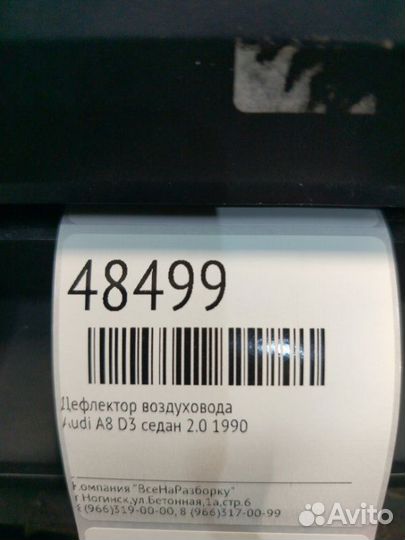 48499
Дефлектор воздуховода
Audi A8 D3 седан 2.0 1990
Компания "ВсеНаРазборку"
г.Ногинск,ул.Бетонная,1а,стр.6
8 (966)319-00-00, 8 (966)317-00-99
Avito